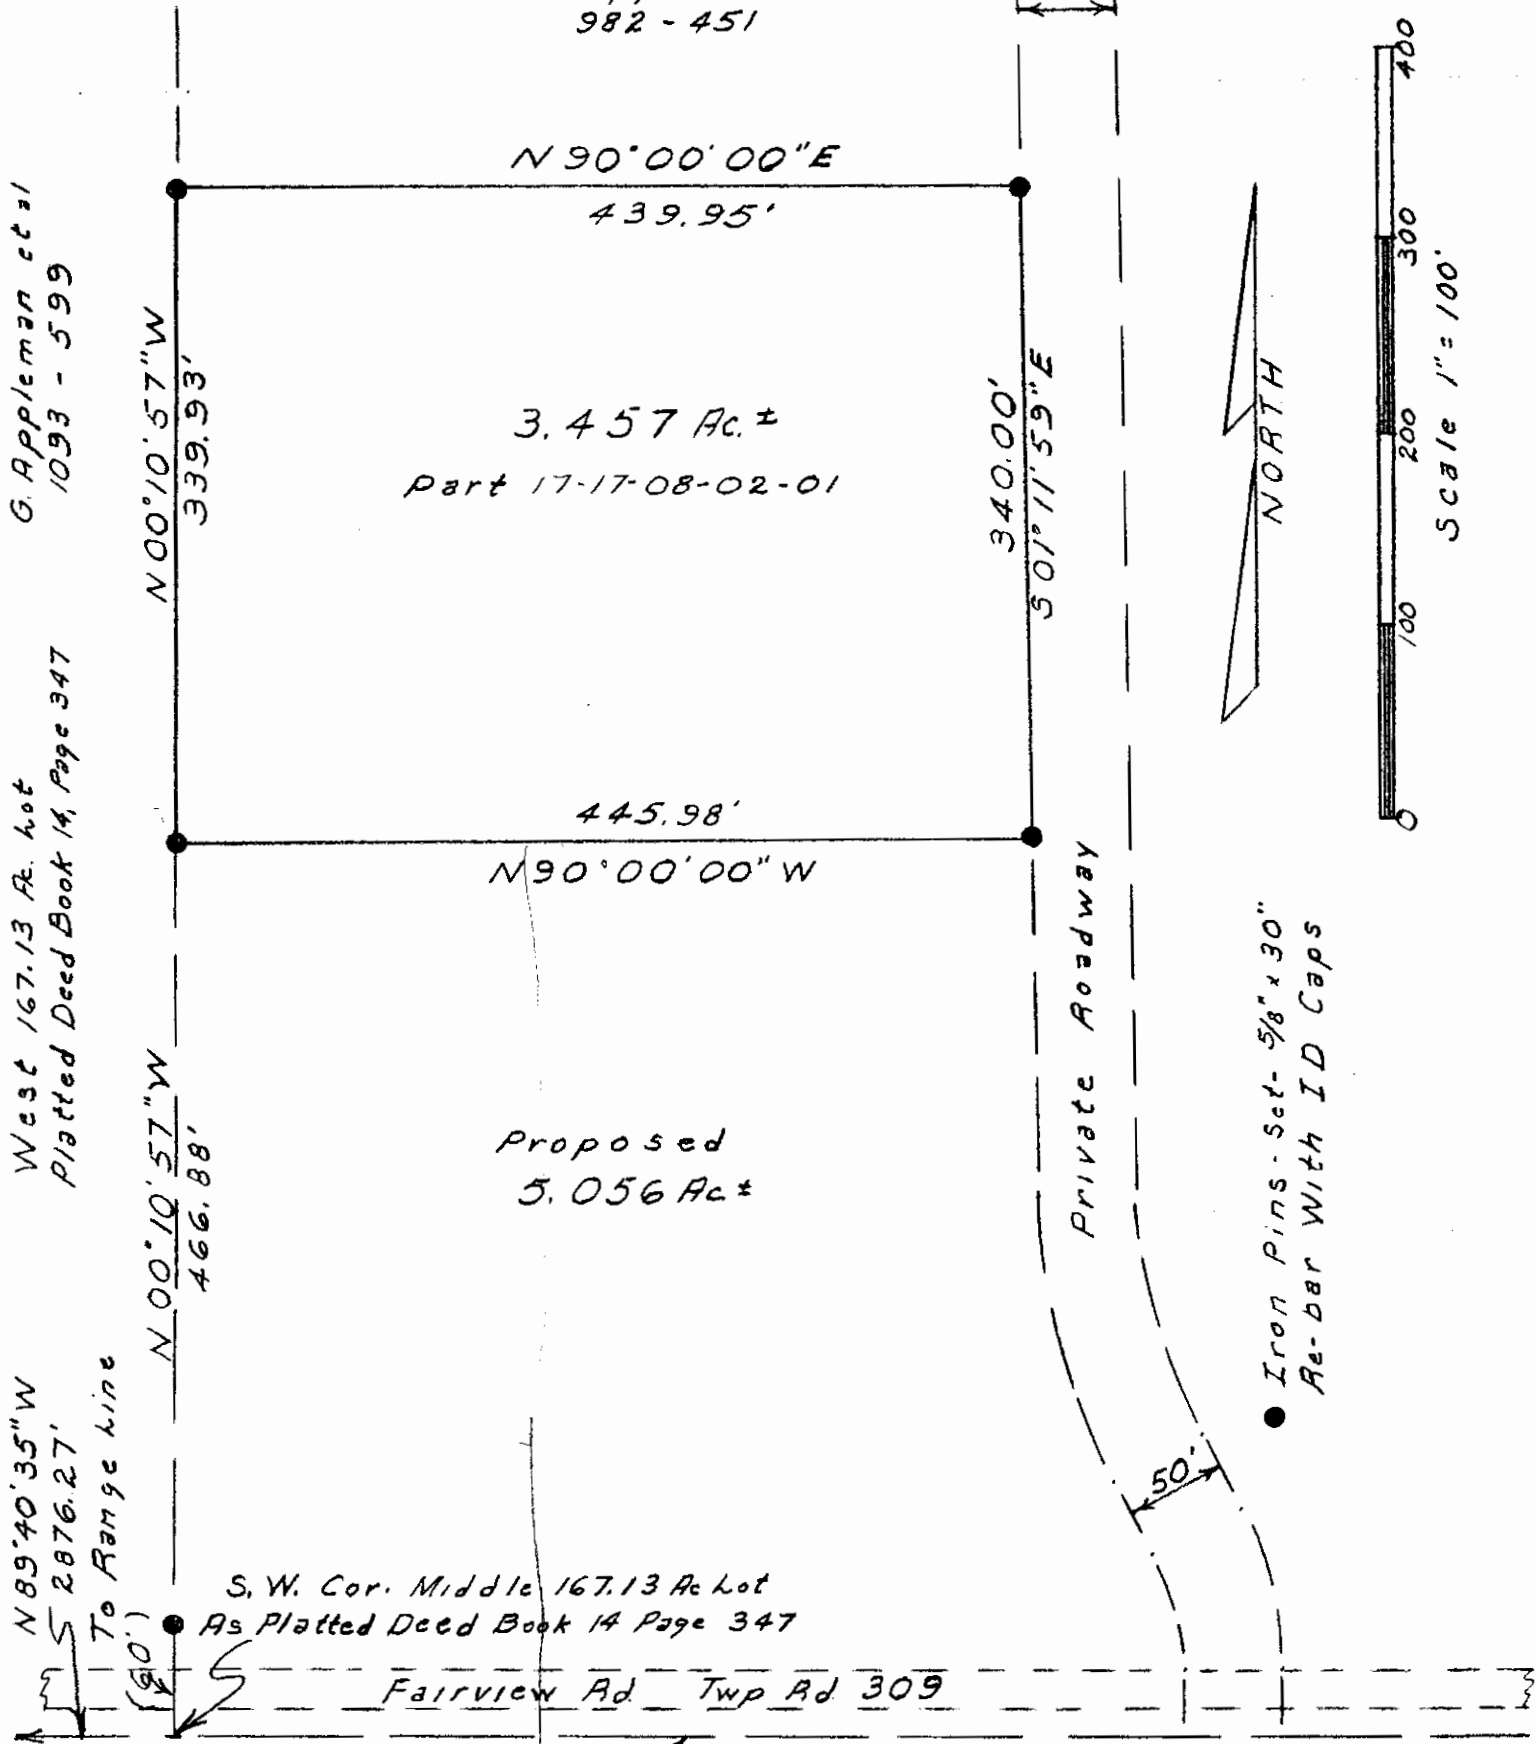 982 - 451
N 90°00'00"E
439.95'
G. Appleman et al
1093 - 599
N 00°10'57"W
339.93'
3.457 Ac.±
Part 17-17-08-02-01
340.00'
S 01°11'59"E
NORTH
400
300
200
100
0
Scale 1" = 100'
West 167.13 Ac. Lot
Platted Deed Book 14, Page 347
445.98'
N 90°00'00" W
Private Roadway
N 00°10'57"W
466.88'
Proposed
5.056 Ac±
Iron Pins - Set - 5/8" x 30"
Re-bar With ID Caps
50'
N 89°40'35"W
2876.27'
To Range Line
S. W. Cor. Middle 167.13 Ac Lot
As Platted Deed Book 14 Page 347
Fairview Rd Twp Rd 309